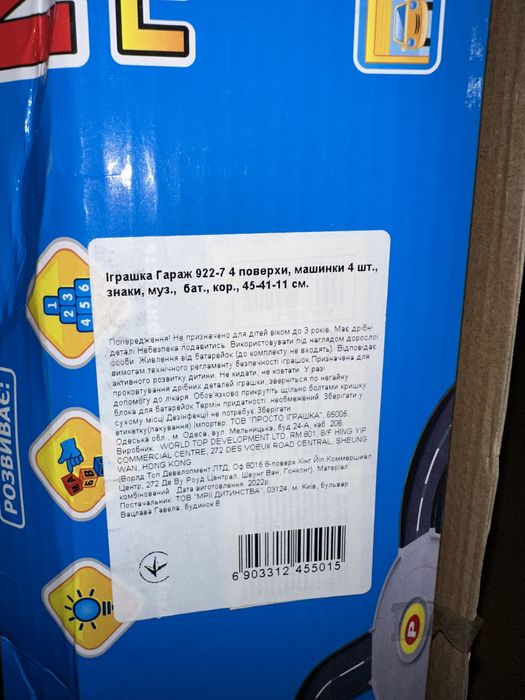 Іграшка Гараж 922-7 4 поверхи, машинки 4 шт.,
знаки, муз., бат., кор., 45-41-11 см.
Попередження! Не призначено для дітей віком до 3 років. Має дрібні
деталі Небезпека подавитись. Використовувати під наглядом дорослої
особи. Живлення від батарейок (до комплекту не входять). Відповідає
вимогам технічного регламенту безпечності іграшок Призначена для
активного розвитку дитини. Не кидати, не ковтати. У разі
проковтування дрібних деталей іграшки, зверніться по негайну
допомогу до лікаря. Обов'язково прикрутіть щільно болтами кришку
блока для батарейок Термін придатності: необмежений. Зберігати у
сухому місці Дезінфекції не потребує. Зберігати
етикетку(пакування).Імпортер: ТОВ "ПРОСТО ІГРАШКА", 65005,
Одеська обл., м. Одеса, вул. Мельницька, буд 24-А, каб. 206
Виробник: WORLD TOP DEVELOPMENT LTD, RM 801, 8/F HING YIP
COMMERCIAL CENTRE, 272 DES VOEUX ROAD CENTRAL, SHEUNG
WAN, HONG KONG
(Ворлд Топ Девелопмент ЛТД, Оф 8016 8-поверх Хінг Йіп Коммершиал
Центр, 272 Де Ву Роуд Централ, Шеунг Ван, Гонконг). Матеріал:
комбінований. Дата виготовлення: 2022р.
Постачальник: ТОВ "МРІЇ ДИТИНСТВА", 03124, м. Київ, бульвар
Вацлава Гавела, будинок 8
6 903312 455015
РОЗВИВАЄ:
1
2 3
4 5 6
А Б В
P